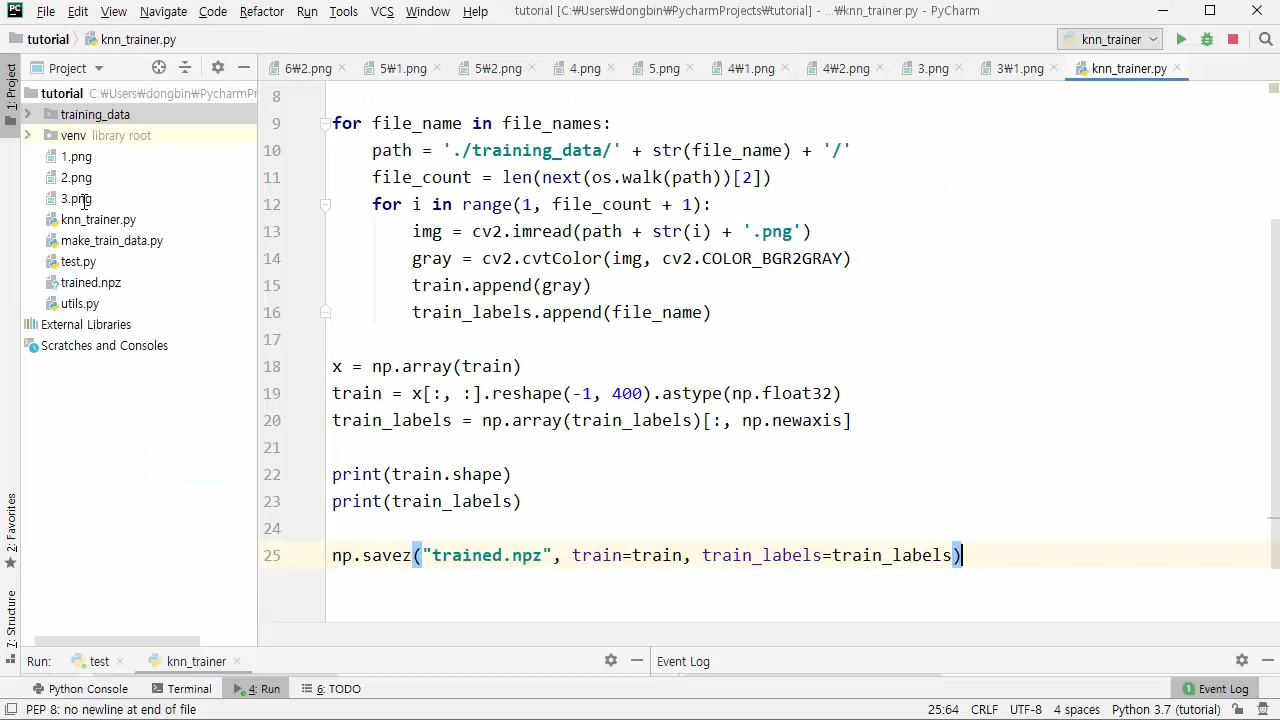 File Edit View Navigate Code Refactor Run Tools VCS Window Help tutorial [C:₩Users₩dongbin₩PycharmProjects₩tutorial] - ...₩knn_trainer.py - PyCharm
tutorial knn_trainer.py knn_trainer
Project 6₩2.png 5₩1.png 5₩2.png 4.png 5.png 4₩1.png 4₩2.png 3.png 3₩1.png knn_trainer.py
1: Project
tutorial C:₩Users₩dongbin₩PycharmPr
training_data
venv library root
1.png
2.png
3.png
knn_trainer.py
make_train_data.py
test.py
trained.npz
utils.py
External Libraries
Scratches and Consoles
8
9 for file_name in file_names:
10 path = './training_data/' + str(file_name) + '/'
11 file_count = len(next(os.walk(path))[2])
12 for i in range(1, file_count + 1):
13 img = cv2.imread(path + str(i) + '.png')
14 gray = cv2.cvtColor(img, cv2.COLOR_BGR2GRAY)
15 train.append(gray)
16 train_labels.append(file_name)
17
18 x = np.array(train)
19 train = x[:, :].reshape(-1, 400).astype(np.float32)
20 train_labels = np.array(train_labels)[:, np.newaxis]
21
22 print(train.shape)
23 print(train_labels)
24
25 np.savez("trained.npz", train=train, train_labels=train_labels)
2: Favorites
7: Structure
Run: test knn_trainer Event Log
Python Console Terminal 4: Run 6: TODO 1 Event Log
PEP 8: no newline at end of file 25:64 CRLF UTF-8 4 spaces Python 3.7 (tutorial)